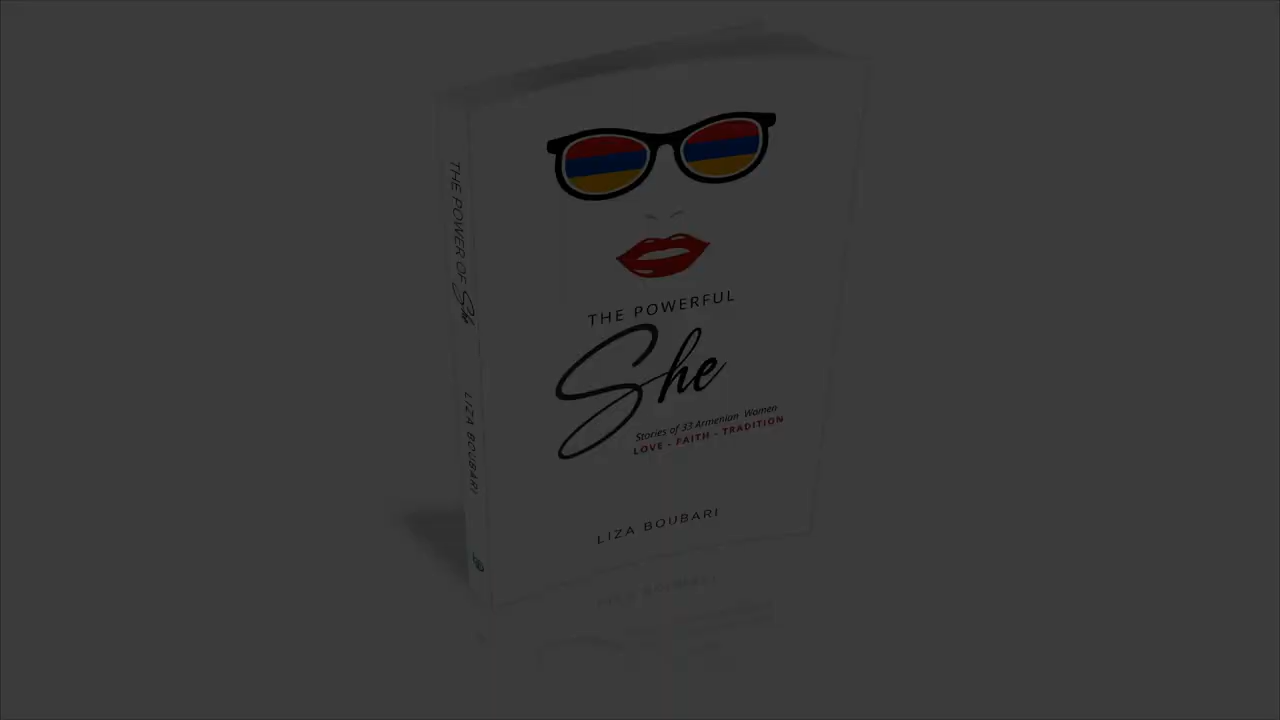 THE POWERFUL
She
Stories of 33 Armenian Women
LOVE - FAITH - TRADITION
LIZA BOUBARI
THE POWER OF She
LIZA BOUBARI